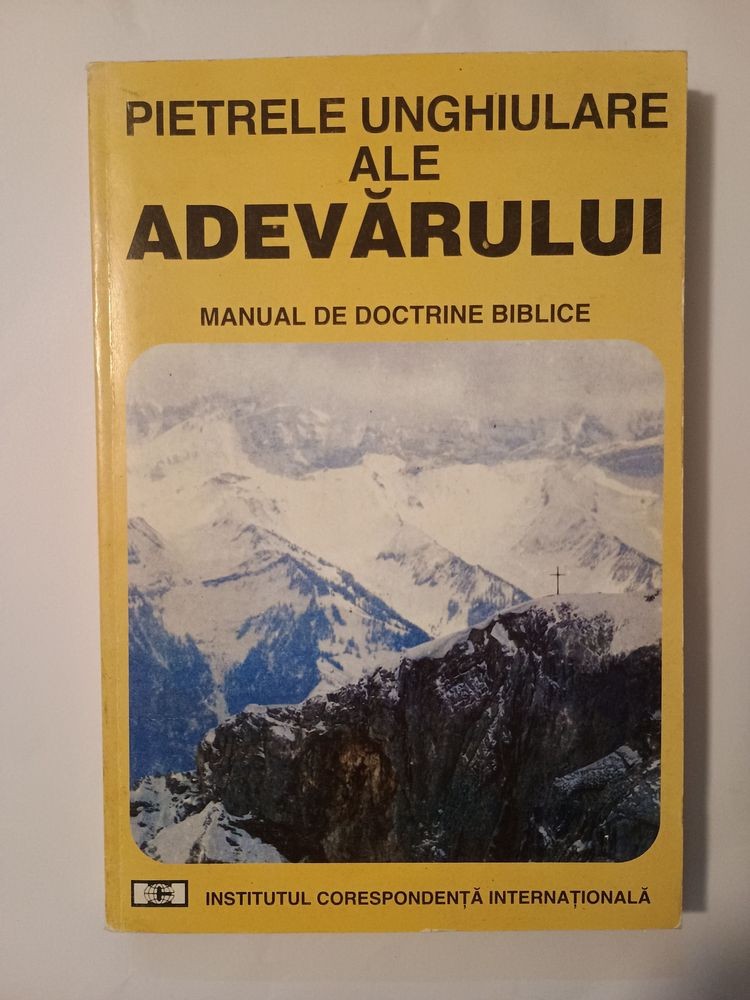 PIETRELE UNGHIULARE
ALE
ADEVĂRULUI
MANUAL DE DOCTRINE BIBLICE
INSTITUTUL CORESPONDENȚĂ INTERNAȚIONALĂ